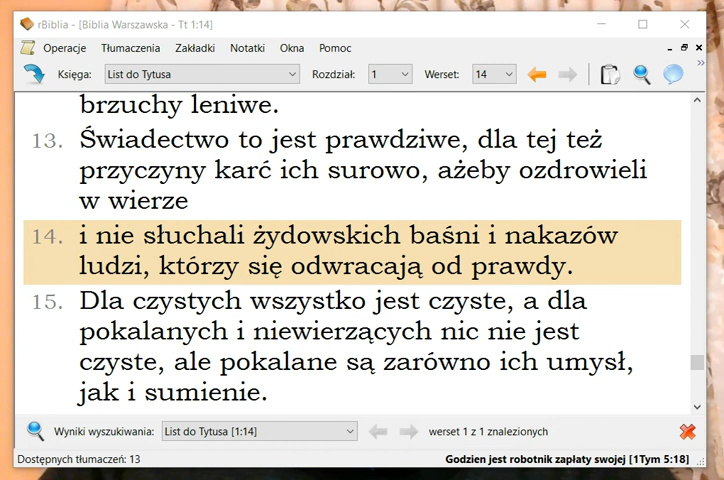 rBiblia - [Biblia Warszawska - Tt 1:14]
Operacje Tłumaczenia Zakładki Notatki Okna Pomoc
Księga: List do Tytusa Rozdział: 1 Werset: 14
brzuchy leniwe.
13. Świadectwo to jest prawdziwe, dla tej też
przyczyny karć ich surowo, ażeby ozdrowieli
w wierze
14. i nie słuchali żydowskich baśni i nakazów
ludzi, którzy się odwracają od prawdy.
15. Dla czystych wszystko jest czyste, a dla
pokalanych i niewierzących nic nie jest
czyste, ale pokalane są zarówno ich umysł,
jak i sumienie.
Wyniki wyszukiwania: List do Tytusa [1:14] werset 1 z 1 znalezionych
Dostępnych tłumaczeń: 13 Godzien jest robotnik zapłaty swojej [1Tym 5:18]